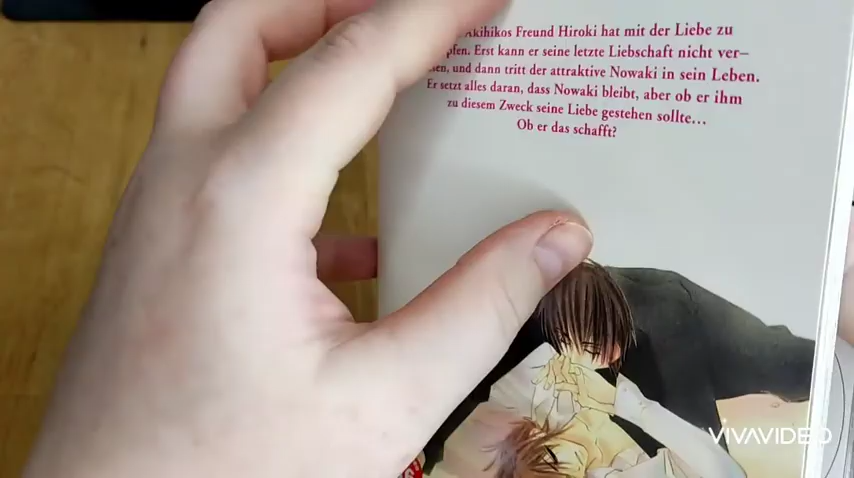 Akihikos Freund Hiroki hat mit der Liebe zu
Erst kann er seine letzte Liebschaft nicht ver–
und dann tritt der attraktive Nowaki in sein Leben.
Er setzt alles daran, dass Nowaki bleibt, aber ob er ihm
zu diesem Zweck seine Liebe gestehen sollte...
Ob er das schafft?
VIVAVIDEO